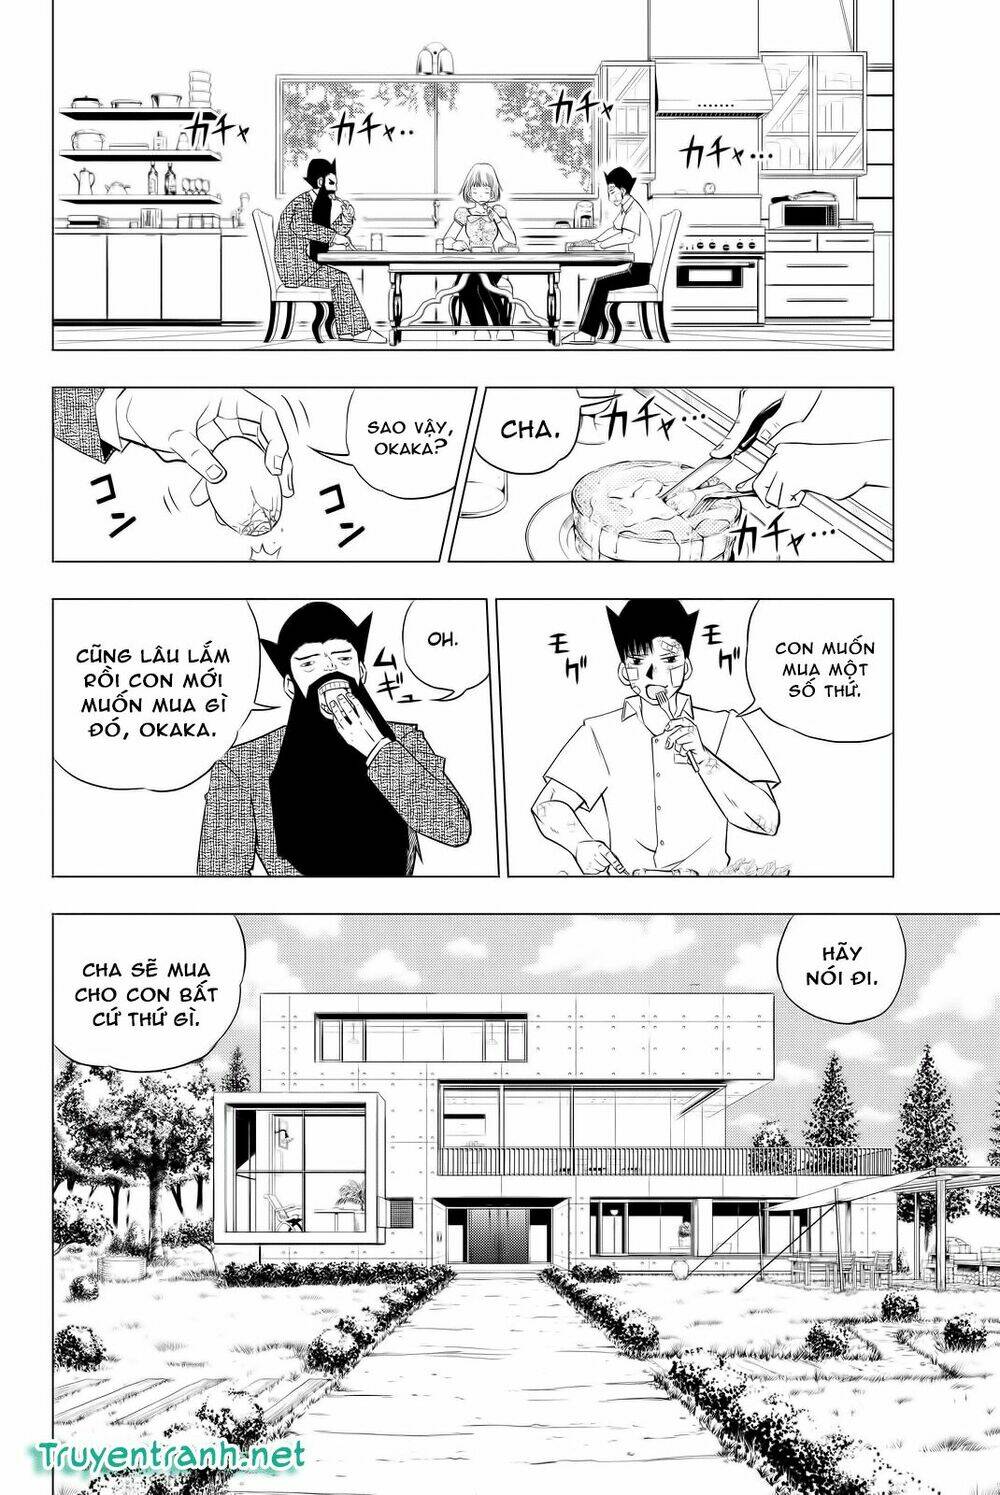 カチャ
カチャ・・
カチャ・・・
カチャ・・・
CHA.
カチャ・・・
カチャ・・・
SAO VẬY,
OKAKA?
コン
コン
CON MUỐN
MUA MỘT
SỐ THỨ.
モグ
モグ
OH.
ムギュ
CŨNG LÂU LẮM
RỒI CON MỚI
MUỐN MUA GÌ
ĐÓ, OKAKA.
HÃY
NÓI ĐI.
CHA SẼ MUA
CHO CON BẤT
CỨ THỨ GÌ.
Truyentranh.net